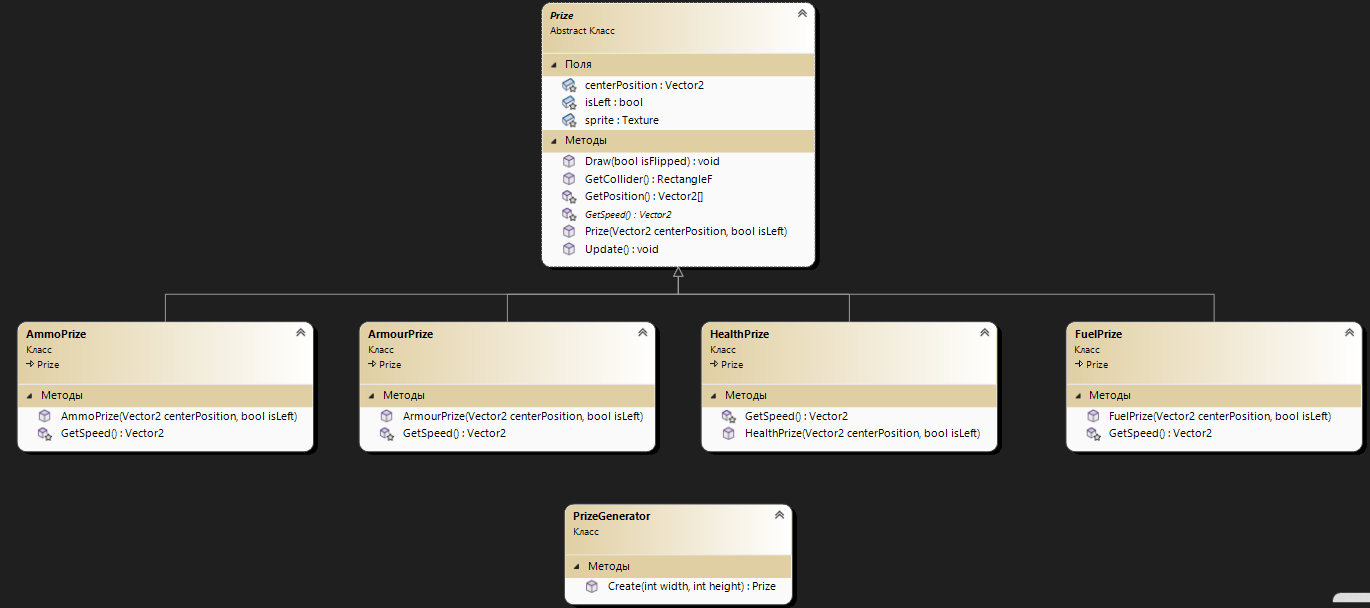 Prize
Abstract Класс
Поля
centerPosition : Vector2
isLeft : bool
sprite : Texture
Методы
Draw(bool isFlipped) : void
GetCollider() : RectangleF
GetPosition() : Vector2[]
GetSpeed() : Vector2
Prize(Vector2 centerPosition, bool isLeft)
Update() : void
AmmoPrize
Класс
Prize
Методы
AmmoPrize(Vector2 centerPosition, bool isLeft)
GetSpeed() : Vector2
ArmourPrize
Класс
Prize
Методы
ArmourPrize(Vector2 centerPosition, bool isLeft)
GetSpeed() : Vector2
HealthPrize
Класс
Prize
Методы
GetSpeed() : Vector2
HealthPrize(Vector2 centerPosition, bool isLeft)
FuelPrize
Класс
Prize
Методы
FuelPrize(Vector2 centerPosition, bool isLeft)
GetSpeed() : Vector2
PrizeGenerator
Класс
Методы
Create(int width, int height) : Prize